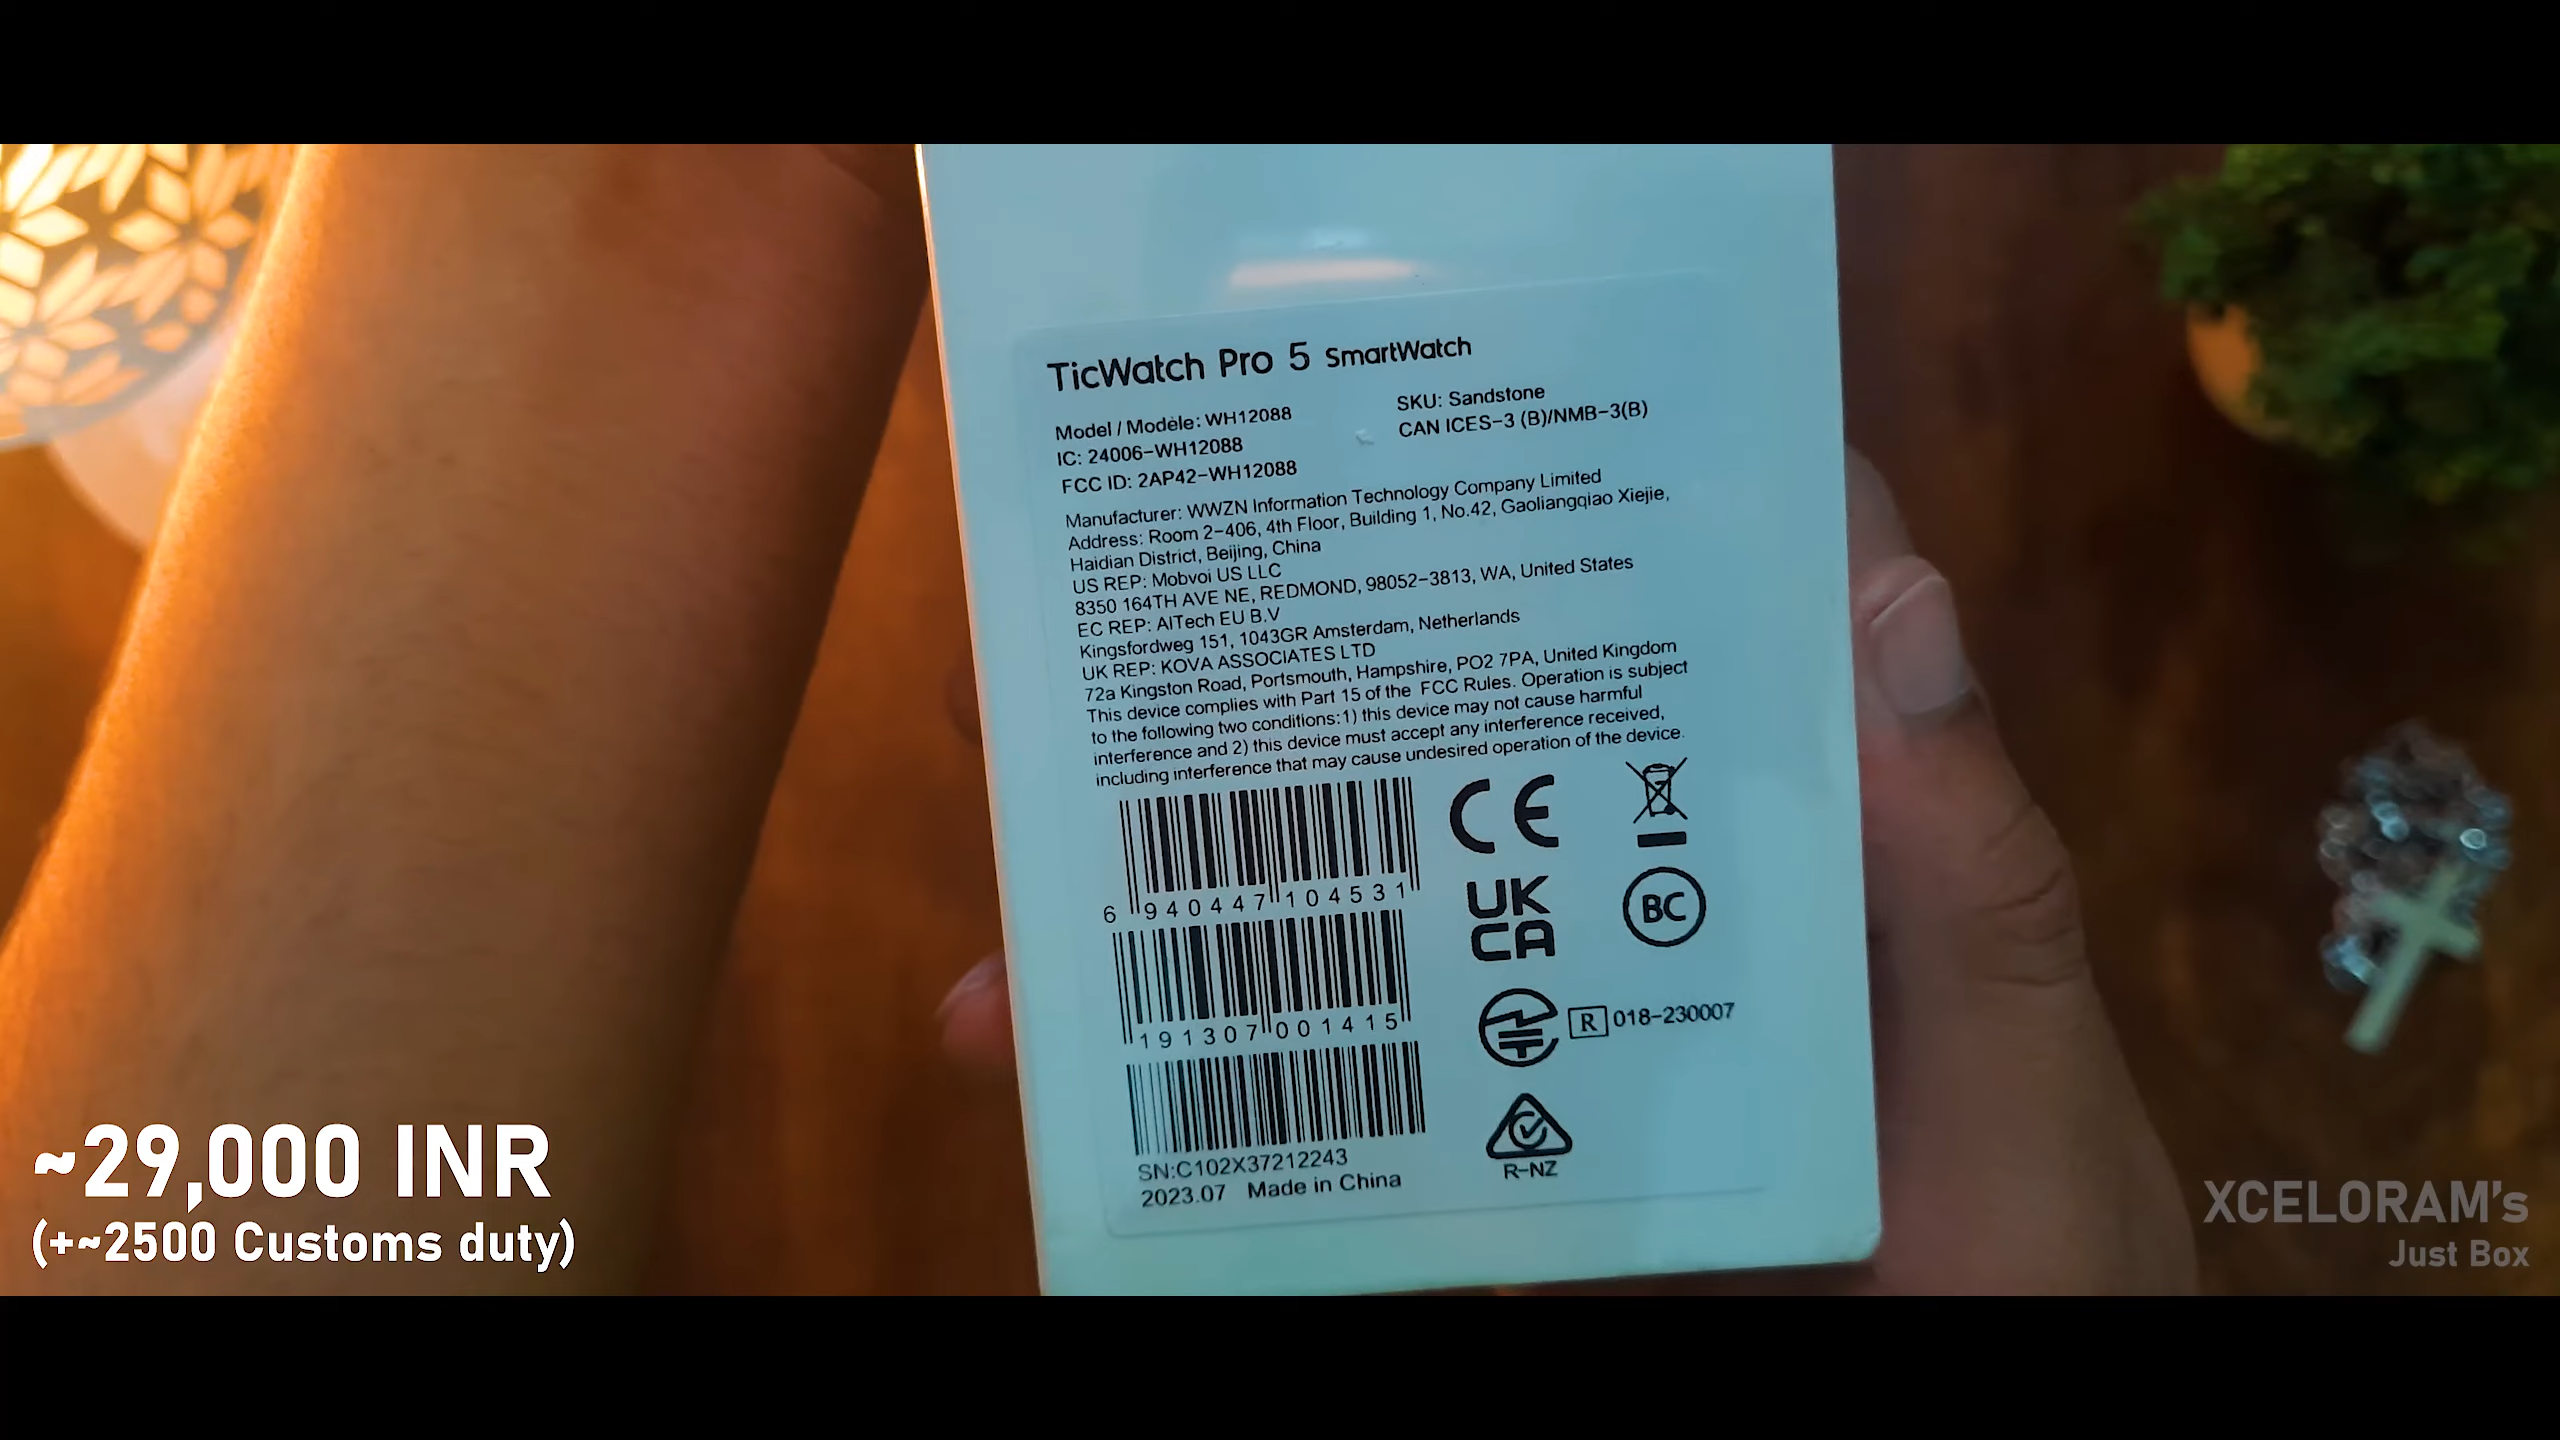 TicWatch Pro 5 SmartWatch
Model / Modèle: WH12088
SKU: Sandstone
IC: 24006-WH12088
CAN ICES-3 (B)/NMB-3(B)
FCC ID: 2AP42-WH12088
Manufacturer: WWZN Information Technology Company Limited
Address: Room 2-406, 4th Floor, Building 1, No.42, Gaoliangqiao Xiejie,
Haidian District, Beijing, China
US REP: Mobvoi US LLC
8350 164TH AVE NE, REDMOND, 98052-3813, WA, United States
EC REP: AITech EU B.V
Kingsfordweg 151, 1043GR Amsterdam, Netherlands
UK REP: KOVA ASSOCIATES LTD
72a Kingston Road, Portsmouth, Hampshire, PO2 7PA, United Kingdom
This device complies with Part 15 of the FCC Rules. Operation is subject
to the following two conditions:1) this device may not cause harmful
interference and 2) this device must accept any interference received,
including interference that may cause undesired operation of the device.
6 940447 104531
CE
UK
CA
BC
191307 001415
R 018-230007
SN:C102X37212243
2023.07 Made in China
R-NZ
~29,000 INR
(+~2500 Customs duty)
XCELORAM's
Just Box